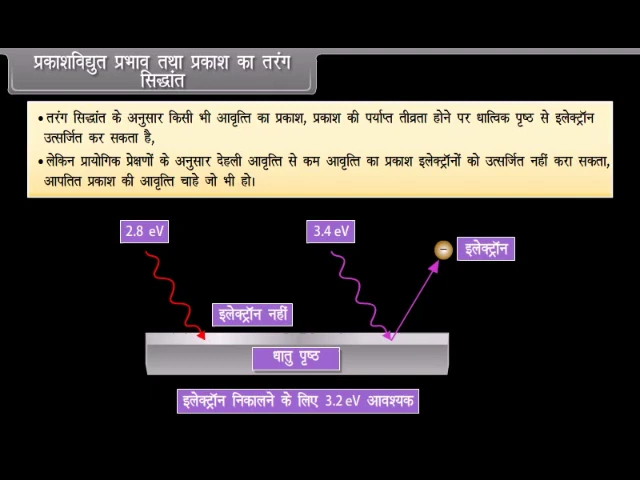 प्रकाशविद्युत प्रभाव तथा प्रकाश का तरंग
सिद्धांत
• तरंग सिद्धांत के अनुसार किसी भी आवृत्ति का प्रकाश, प्रकाश की पर्याप्त तीव्रता होने पर धात्विक पृष्ठ से इलेक्ट्रॉन
उत्सर्जित कर सकता है,
• लेकिन प्रायोगिक प्रेक्षणों के अनुसार देहली आवृत्ति से कम आवृत्ति का प्रकाश इलेक्ट्रॉनों को उत्सर्जित नहीं करा सकता,
आपतित प्रकाश की आवृत्ति चाहे जो भी हो।
2.8 eV
3.4 eV
−
इलेक्ट्रॉन
इलेक्ट्रॉन नहीं
धातु पृष्ठ
इलेक्ट्रॉन निकालने के लिए 3.2 eV आवश्यक